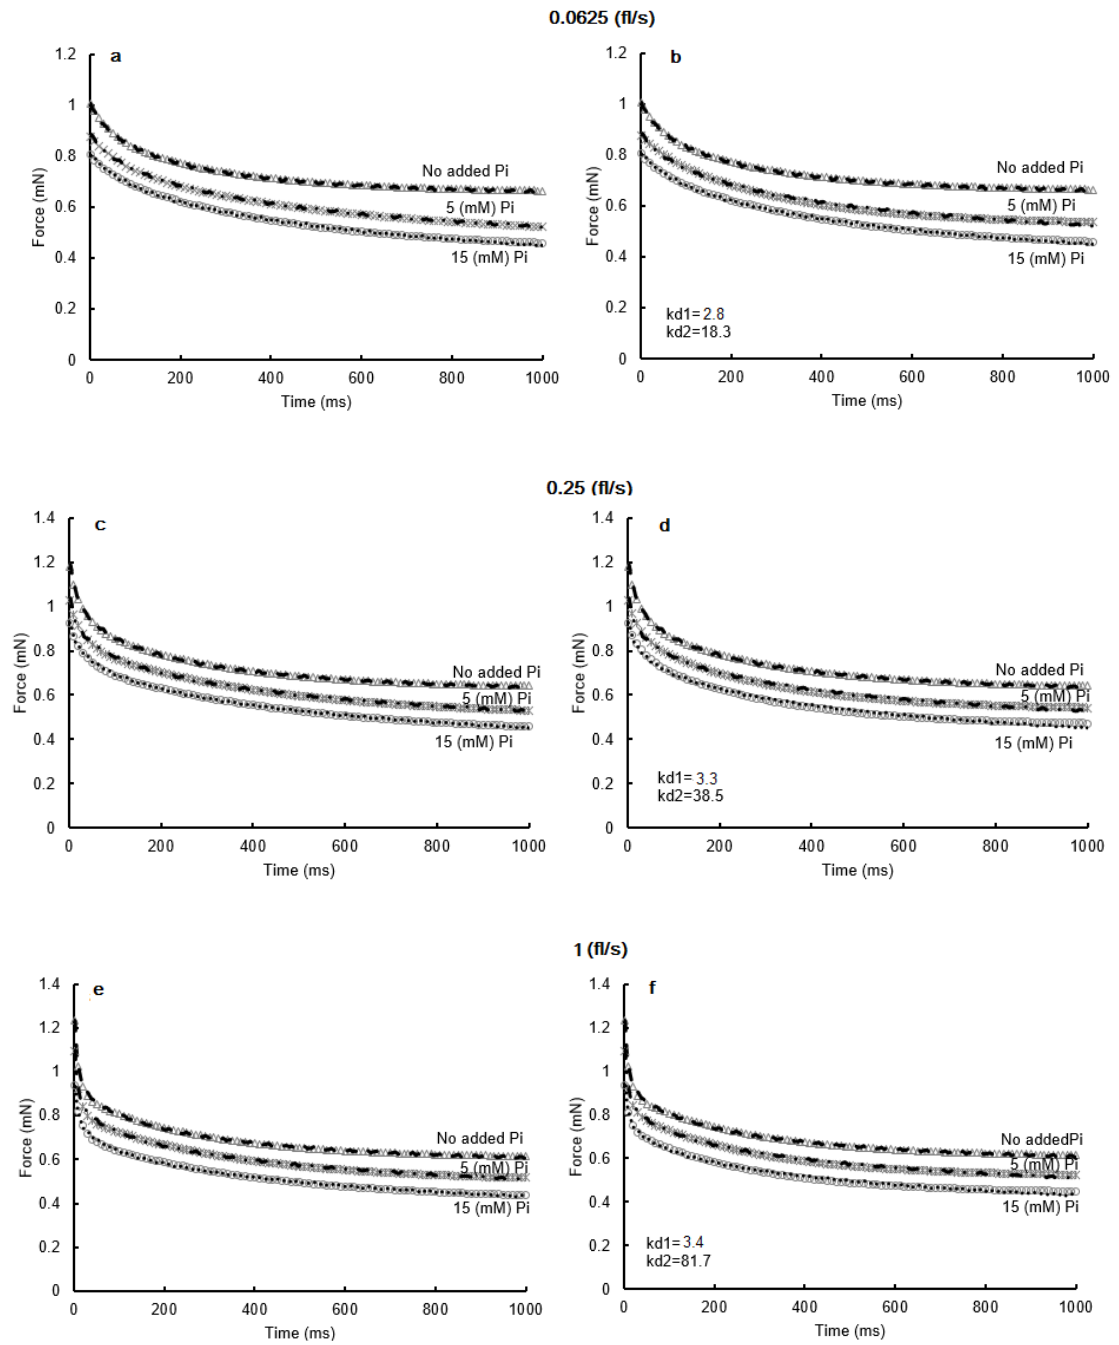 0.0625 (fl/s)
a
1.2
1
0.8
0.6
0.4
0.2
0
Force (mN)
No added Pi
5 (mM) Pi
15 (mM) Pi
0 200 400 600 800 1000
Time (ms)
b
1.2
1
0.8
0.6
0.4
0.2
0
Force (mN)
No added Pi
5 (mM) Pi
15 (mM) Pi
kd1= 2.8
kd2=18.3
0 200 400 600 800 1000
Time (ms)
0.25 (fl/s)
c
1.4
1.2
1
0.8
0.6
0.4
0.2
0
Force (mN)
No added Pi
5 (mM) Pi
15 (mM) Pi
0 200 400 600 800 1000
Time (ms)
d
1.4
1.2
1
0.8
0.6
0.4
0.2
0
Force (mN)
No added Pi
5 (mM) Pi
15 (mM) Pi
kd1= 3.3
kd2=38.5
0 200 400 600 800 1000
Time (ms)
1 (fl/s)
e
1.4
1.2
1
0.8
0.6
0.4
0.2
0
Force (mN)
No added Pi
5 (mM) Pi
15 (mM) Pi
0 200 400 600 800 1000
Time (ms)
f
1.4
1.2
1
0.8
0.6
0.4
0.2
0
Force (mN)
No addedPi
5 (mM) Pi
15 (mM) Pi
kd1= 3.4
kd2=81.7
0 200 400 600 800 1000
Time (ms)